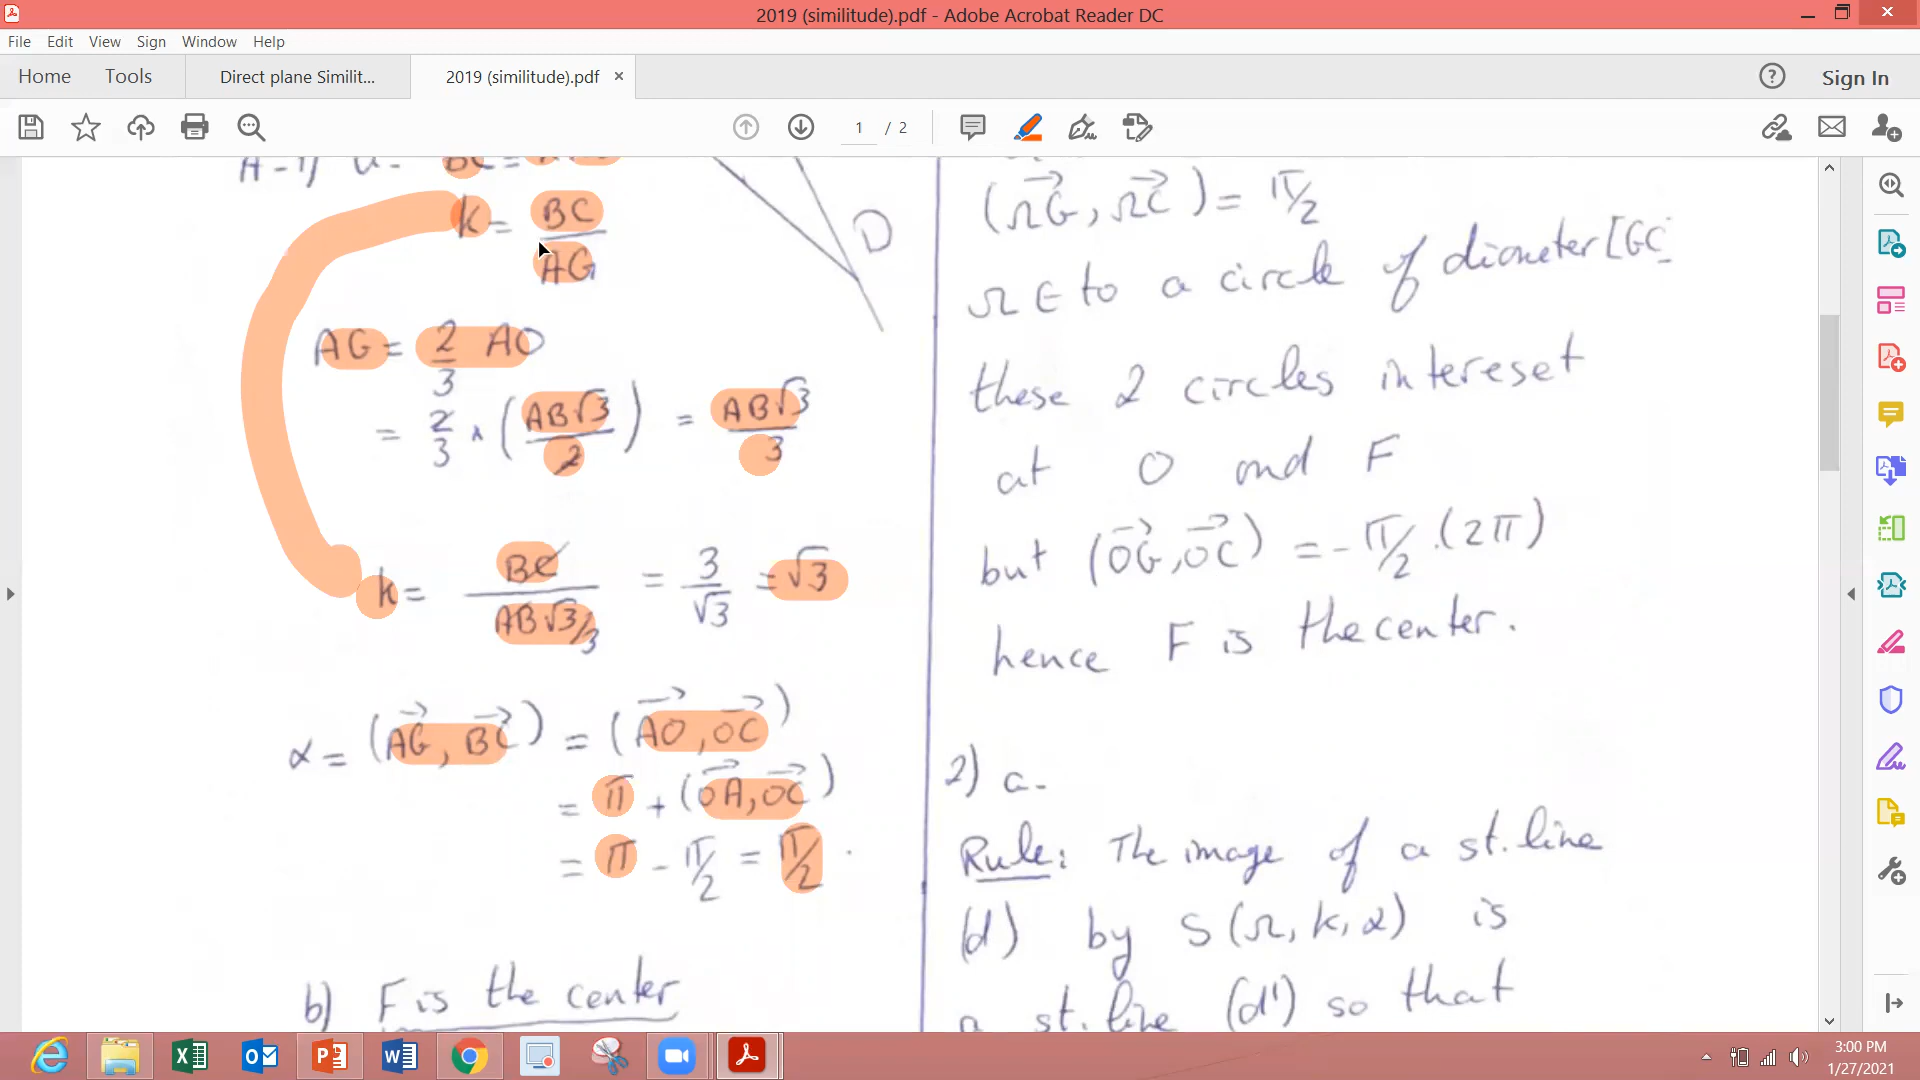 2019 (similitude).pdf - Adobe Acrobat Reader DC
File Edit View Sign Window Help
Home Tools Direct plane Similit... 2019 (similitude).pdf × Sign In
1 / 2
k = BC/AG
AG = 2/3 AO
= 2/3 × (AB√3/2) = AB√3/3
k = BC/(AB√3/3) = 3/√3 = √3
α = (AG, BC) = (AO, OC)
= π + (OA, OC)
= π - π/2 = π/2 .
b) F is the center
D
(ΩG, ΩC) = π/2
Ω ∈ to a circle of diameter [GC]
these 2 circles intereset
at O and F
but (OG, OC) = - π/2 . (2π)
hence F is the center.
2) a-
Rule: The image of a st. line
(d) by S (Ω, k, α) is
a st. line (d') so that
3:00 PM
1/27/2021